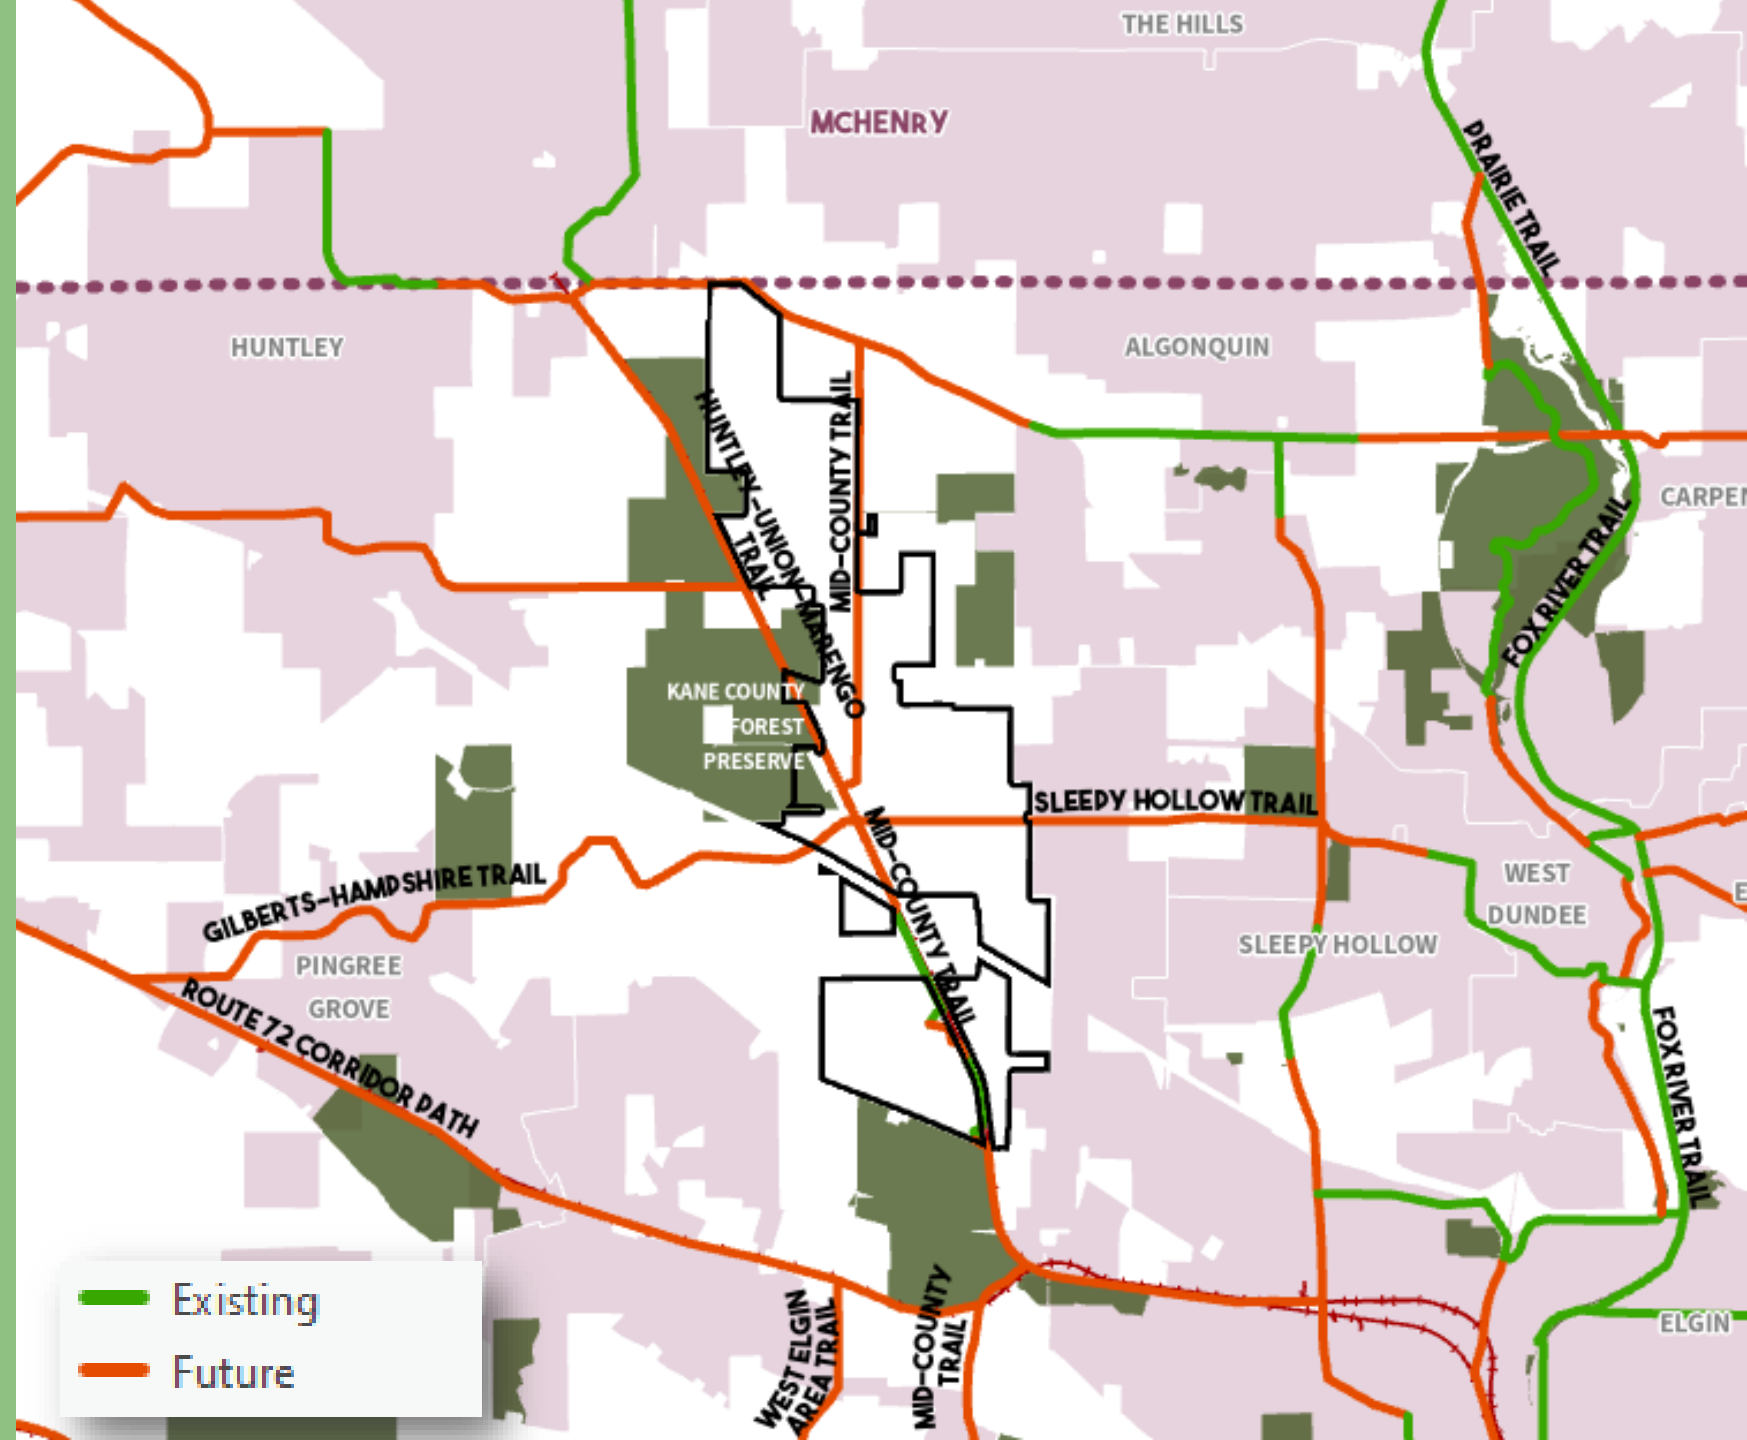 THE HILLS
MCHENRY
PRAIRIE TRAIL
HUNTLEY
ALGONQUIN
HUNTLEY-UNION-MARENGO
TRAIL
MID-COUNTY TRAIL
CARPEN
FOX RIVER TRAIL
KANE COUNTY
FOREST
PRESERVE
SLEEPY HOLLOW TRAIL
MID-COUNTY TRAIL
GILBERTS-HAMPSHIRE TRAIL
WEST
DUNDEE
E
SLEEPY HOLLOW
PINGREE
GROVE
ROUTE 72 CORRIDOR PATH
FOX RIVER TRAIL
WEST ELGIN
AREA TRAIL
MID-COUNTY
TRAIL
ELGIN
Existing
Future